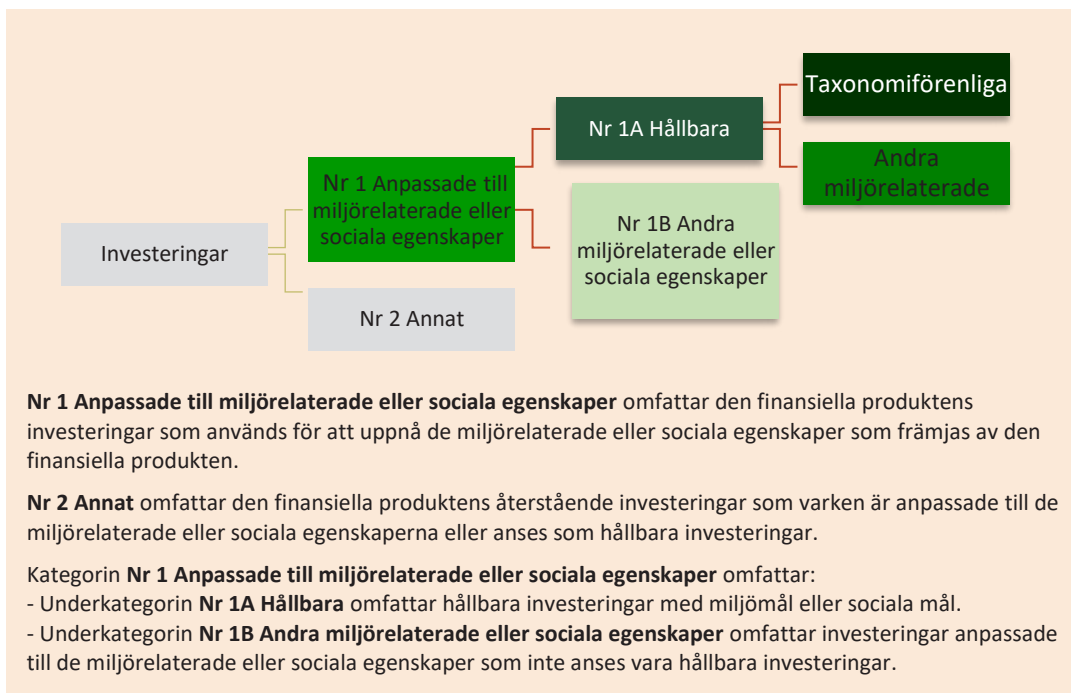 Investeringar
Nr 1 Anpassade till
miljörelaterade eller
sociala egenskaper
Nr 2 Annat
Nr 1A Hållbara
Nr 1B Andra
miljörelaterade eller
sociala egenskaper
Taxonomiförenliga
Andra
miljörelaterade
Nr 1 Anpassade till miljörelaterade eller sociala egenskaper omfattar den finansiella produktens
investeringar som används för att uppnå de miljörelaterade eller sociala egenskaper som främjas av den
finansiella produkten.
Nr 2 Annat omfattar den finansiella produktens återstående investeringar som varken är anpassade till de
miljörelaterade eller sociala egenskaperna eller anses som hållbara investeringar.
Kategorin Nr 1 Anpassade till miljörelaterade eller sociala egenskaper omfattar:
- Underkategorin Nr 1A Hållbara omfattar hållbara investeringar med miljömål eller sociala mål.
- Underkategorin Nr 1B Andra miljörelaterade eller sociala egenskaper omfattar investeringar anpassade
till de miljörelaterade eller sociala egenskaper som inte anses vara hållbara investeringar.